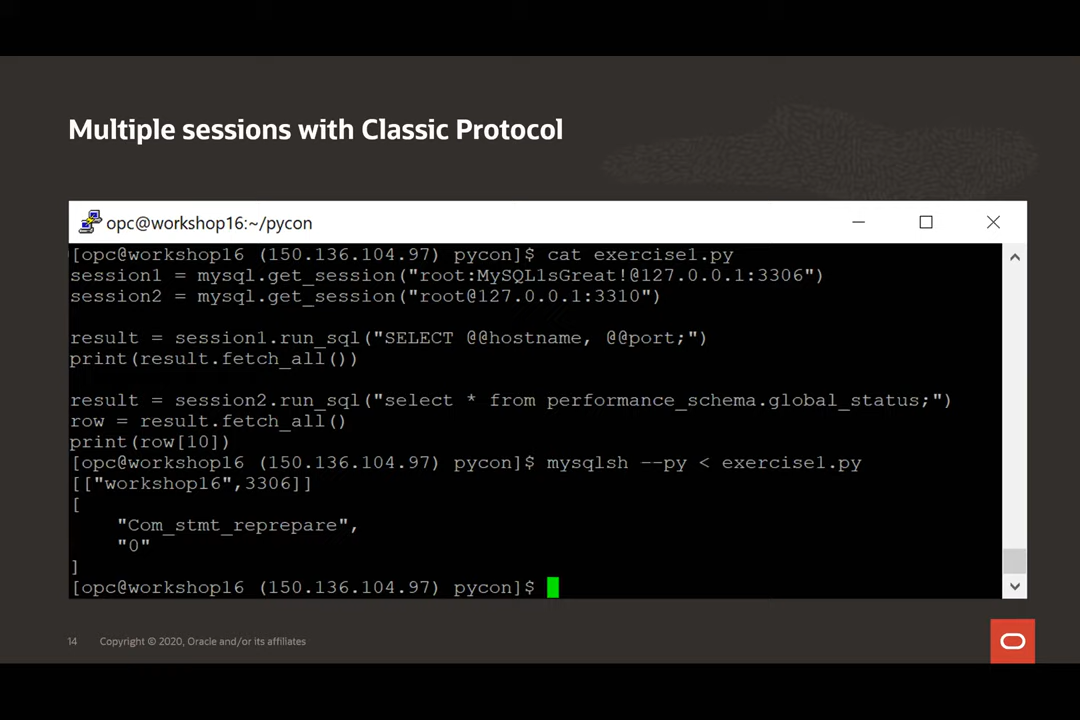 Multiple sessions with Classic Protocol
opc@workshop16:~/pycon
[opc@workshop16 (150.136.104.97) pycon]$ cat exercise1.py
session1 = mysql.get_session("root:MySQL1sGreat!@127.0.0.1:3306")
session2 = mysql.get_session("root@127.0.0.1:3310")
result = session1.run_sql("SELECT @@hostname, @@port;")
print(result.fetch_all())
result = session2.run_sql("select * from performance_schema.global_status;")
row = result.fetch_all()
print(row[10])
[opc@workshop16 (150.136.104.97) pycon]$ mysqlsh --py < exercise1.py
[["workshop16",3306]]
[
"Com_stmt_reprepare",
"0"
]
[opc@workshop16 (150.136.104.97) pycon]$
14 Copyright © 2020, Oracle and/or its affiliates